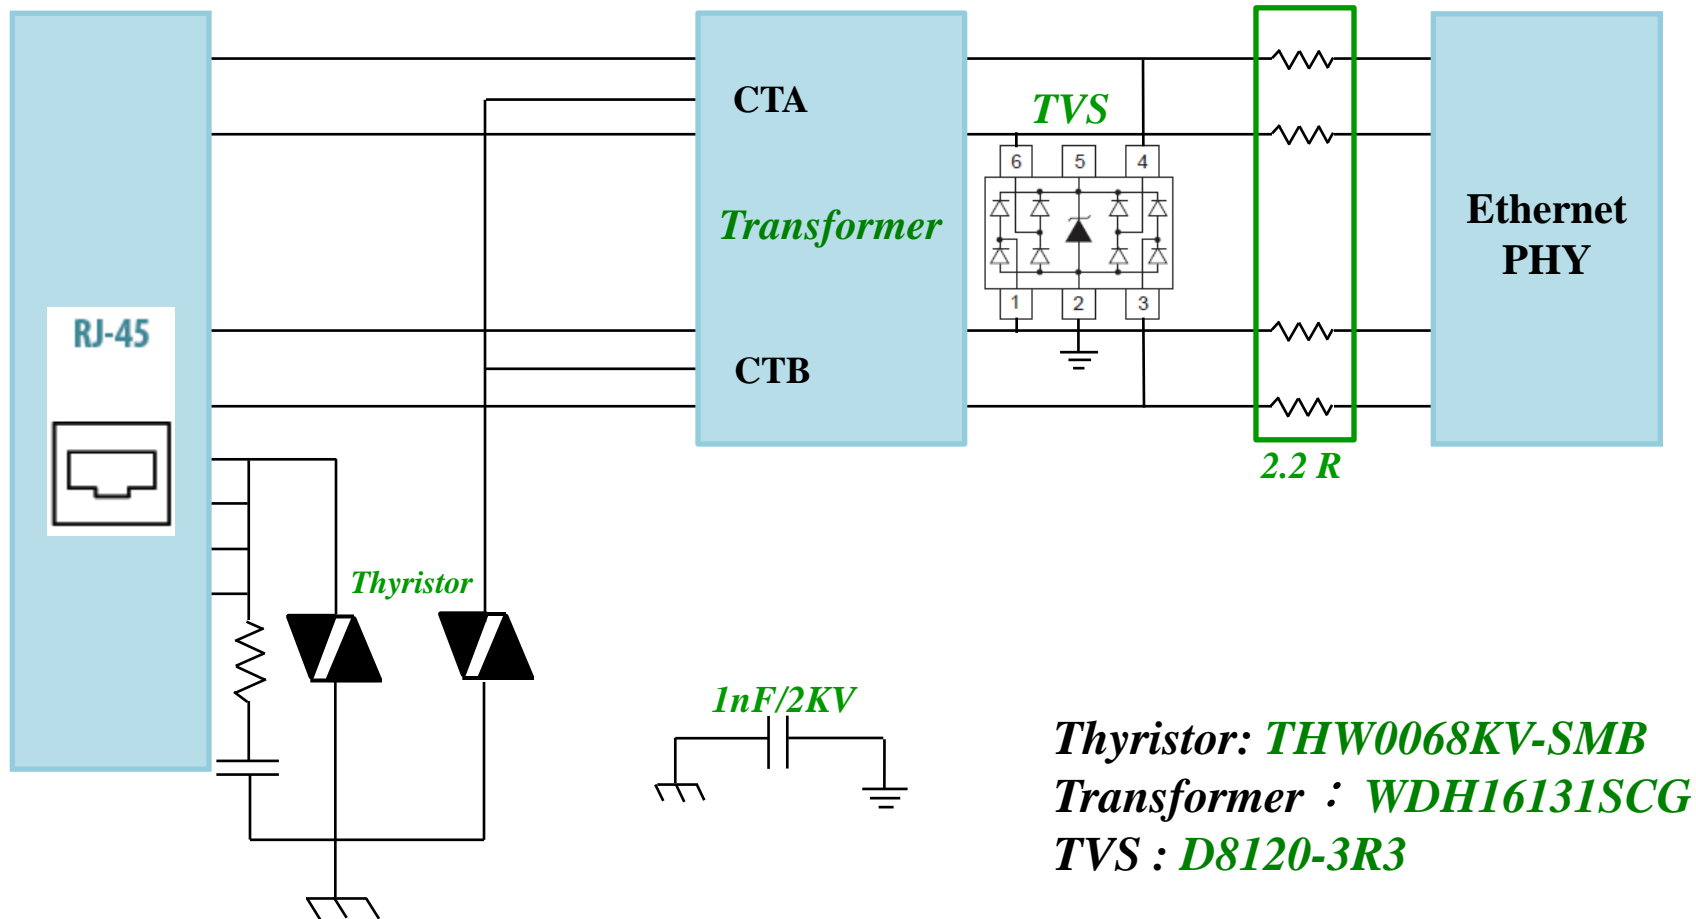 CTA
TVS
6 5 4
Transformer
Ethernet
PHY
1 2 3
RJ-45
CTB
2.2 R
Thyristor
1nF/2KV
Thyristor: THW0068KV-SMB
Transformer : WDH16131SCG
TVS : D8120-3R3